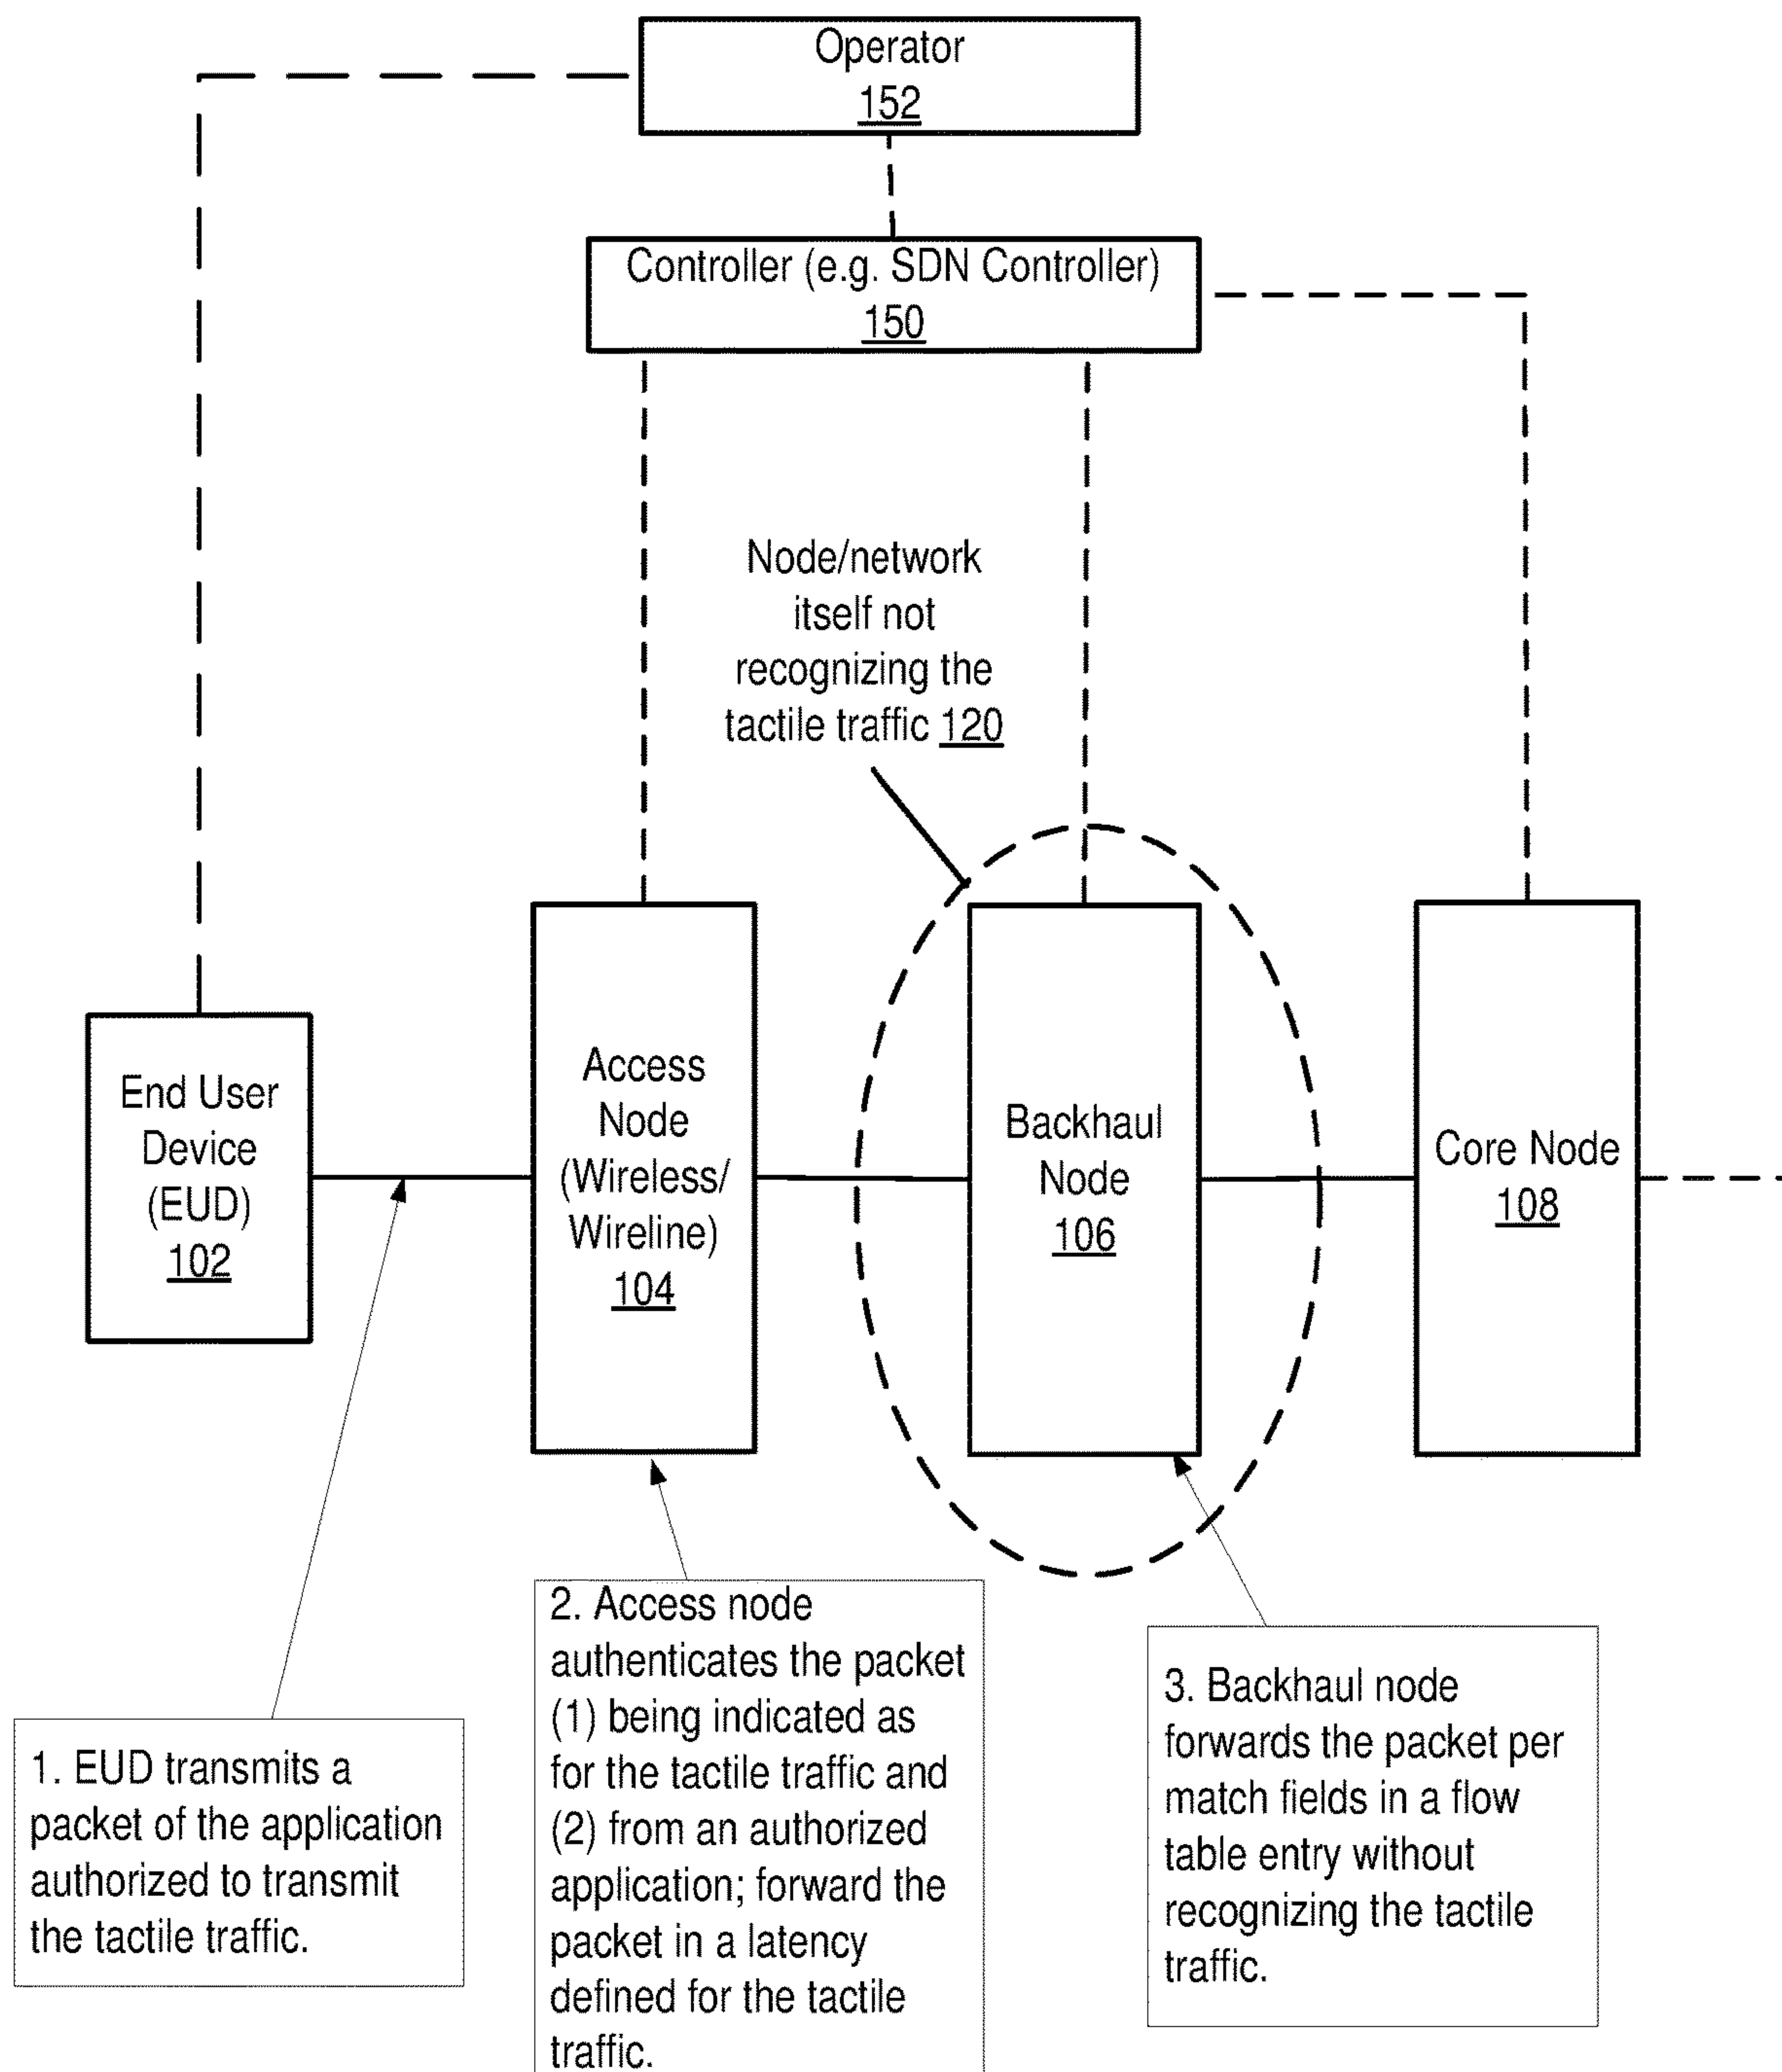 Operator
152
Controller (e.g. SDN Controller)
150
Node/network
itself not
recognizing the
tactile traffic 120
End User
Device
(EUD)
102
Access
Node
(Wireless/
Wireline)
104
Backhaul
Node
106
Core Node
108
1. EUD transmits a
packet of the application
authorized to transmit
the tactile traffic.
2. Access node
authenticates the packet
(1) being indicated as
for the tactile traffic and
(2) from an authorized
application; forward the
packet in a latency
defined for the tactile
traffic.
3. Backhaul node
forwards the packet per
match fields in a flow
table entry without
recognizing the tactile
traffic.